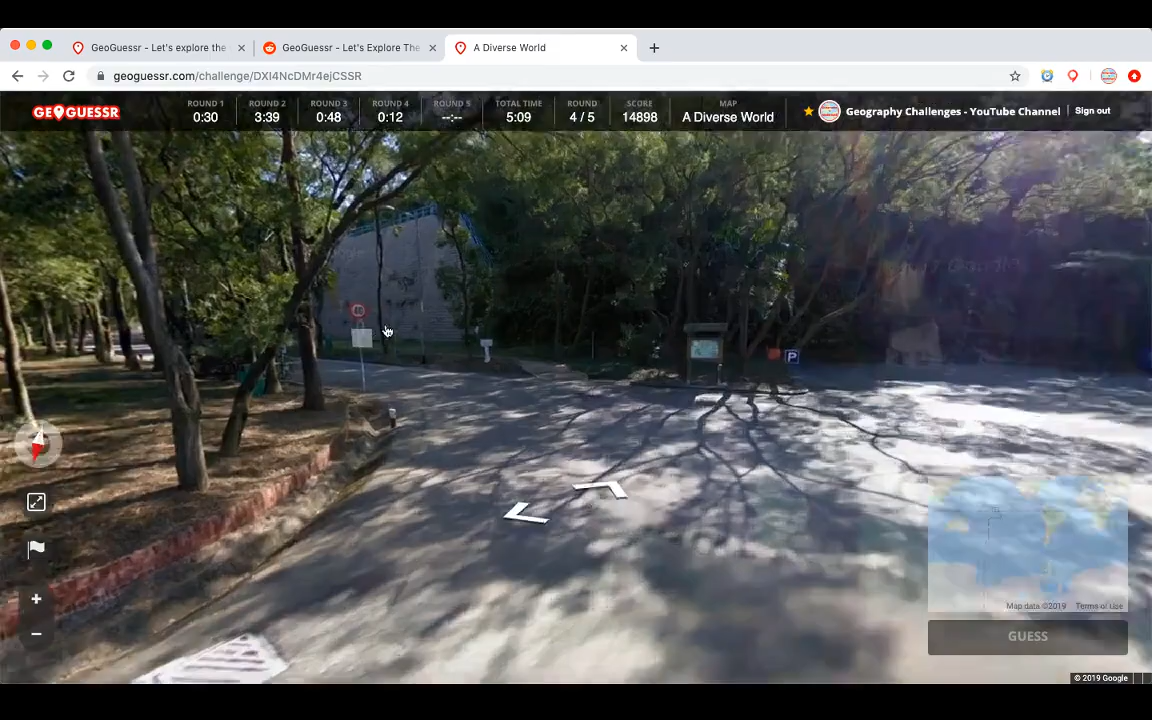 GeoGuessr - Let's explore the
GeoGuessr - Let's Explore The
A Diverse World
geoguessr.com/challenge/DXI4NcDMr4ejCSSR
GEOGUESSR
ROUND 1
0:30
ROUND 2
3:39
ROUND 3
0:48
ROUND 4
0:12
ROUND 5
--:--
TOTAL TIME
5:09
ROUND
4 / 5
SCORE
14898
MAP
A Diverse World
Geography Challenges - YouTube Channel
Sign out
P
Map data ©2019
Terms of Use
GUESS
© 2019 Google